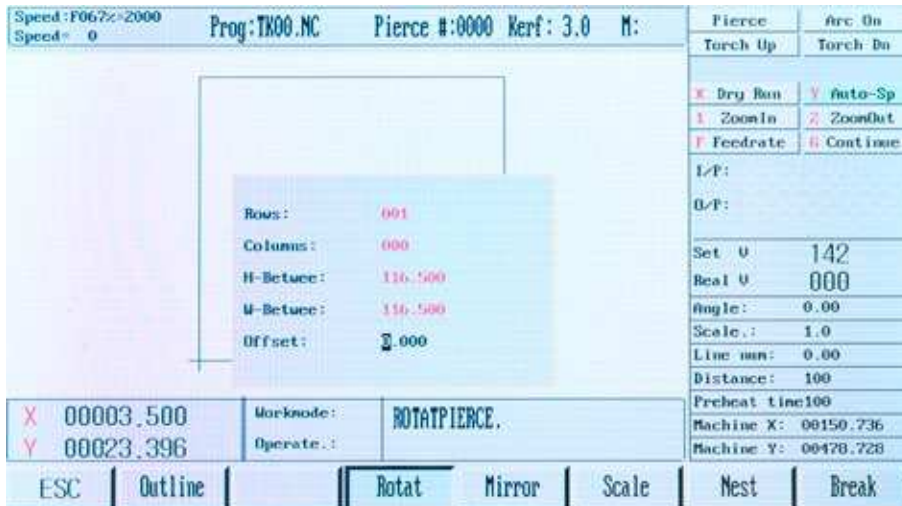 Speed:F067%=2000
Speed= 0
Prog:TK00.NC Pierce #:0000 Kerf: 3.0 M:
Pierce Arc On
Torch Up Torch Dn
X Dry Run Y Auto-Sp
1 ZoomIn 2 ZoomOut
F Feedrate G Continue
I/P:
O/P:
Rows: 001
Columns: 000
H-Betwee: 116.500
W-Betwee: 116.500
Offset: 0.000
Set V 142
Real V 000
Angle: 0.00
Scale.: 1.0
Line num: 0.00
Distance: 100
Preheat time100
Machine X: 00150.736
Machine Y: 00478.728
X 00003.500
Y 00023.396
Workmode:
Operate.:
ROTATPIERCE.
ESC Outline Rotat Mirror Scale Nest Break